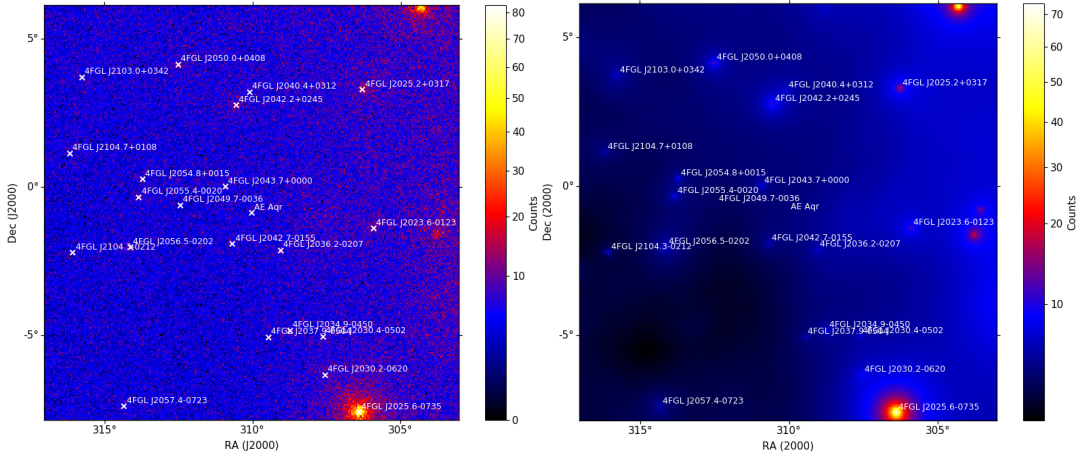 80
70
60
50
40
30
20
10
0
Counts
5°
0°
-5°
Dec (J2000)
315
310
305
RA (J2000)
4FGL J2050.0+0408
4FGL J2103.0+0342
4FGL J2040.4+0312
4FGL J2025.2+0317
4FGL J2042.2+0245
4FGL J2104.7+0108
4FGL J2054.8+0015
4FGL J2043.7+0000
4FGL J2055.4-0020
4FGL J2049.7-0036
AE Aqr
4FGL J2023.6-0123
4FGL J2056.5-0202
4FGL J2042.7-0155
4FGL J2104.3-0212
4FGL J2036.2-0207
4FGL J2034.9-0450
4FGL J2030.4-0502
4FGL J2030.2-0620
4FGL J2057.4-0723
4FGL J2025.6-0735
70
60
50
40
30
20
10
Counts
5°
0°
-5°
Dec (2000)
315
310
305
RA (2000)
4FGL J2050.0+0408
4FGL J2103.0+0342
4FGL J2040.4+0312
4FGL J2025.2+0317
4FGL J2042.2+0245
4FGL J2104.7+0108
4FGL J2054.8+0015
4FGL J2043.7+0000
4FGL J2055.4-0020
4FGL J2049.7-0036
AE Aqr
4FGL J2023.6-0123
4FGL J2056.5-0202
4FGL J2042.7-0155
4FGL J2104.3-0212
4FGL J2036.2-0207
4FGL J2034.9-0450
4FGL J2030.4-0502
4FGL J2030.2-0620
4FGL J2057.4-0723
4FGL J2025.6-0735